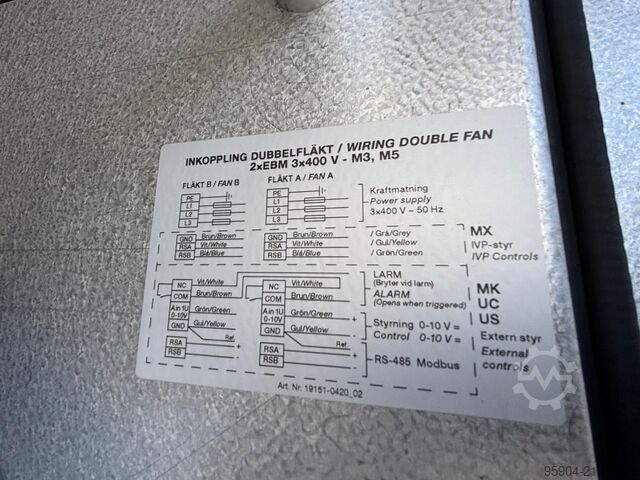 INKOPPLING DUBBELFLÄKT / WIRING DOUBLE FAN
2xEBM 3x400 V - M3, M5
FLÄKT B / FAN B
FLÄKT A / FAN A
PE
L1
L2
L3
PE
L1
L2
L3
Kraftmatning
Power supply
3x400V ~ 50 Hz
GND Brun/Brown
RSA Vit/White
RSB Blå/Blue
GND Brun/Brown / Grå/Grey
RSA Vit/White / Gul/Yellow
RSB Blå/Blue / Grön/Green
MX
IVP-styr
IVP Controls
NC Vit/White
COM Brun/Brown
Ain 1U Grön/Green
0-10V
GND Gul/Yellow
Ref.
RSA
RSB
NC Vit/White
COM Brun/Brown
Ain 1U Grön/Green +
0-10V
GND Gul/Yellow
Ref. -
RSA +
RSB -
LARM
(Bryter vid larm)
ALARM
(Opens when triggered)
Styrning 0-10 V =
Control 0-10 V =
RS-485 Modbus
MK
UC
US
Extern styr
External
controls
Art. Nr. 19151-0420_02